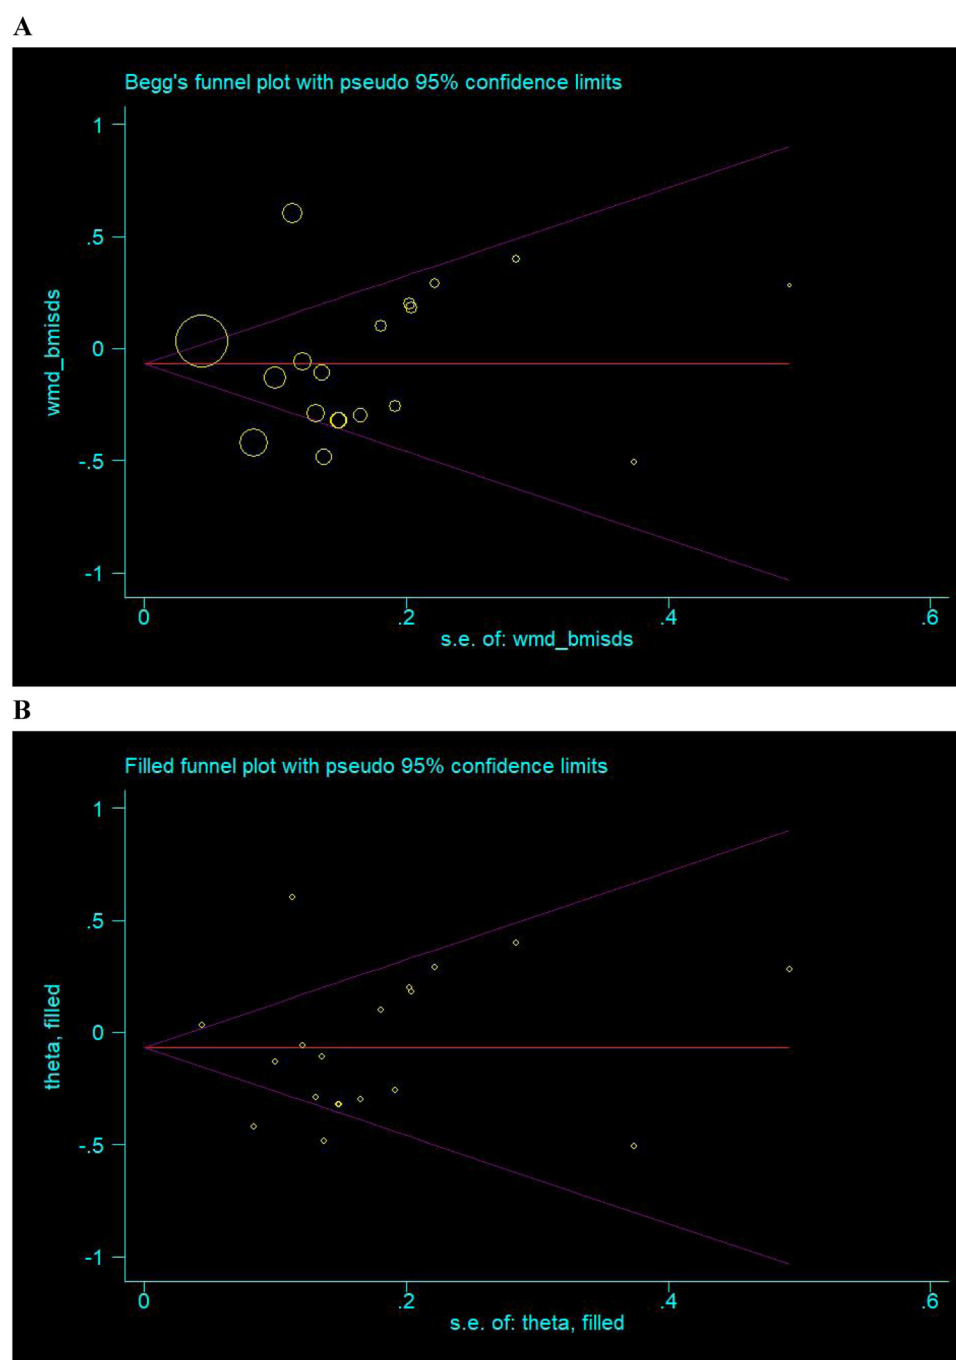 A
Begg's funnel plot with pseudo 95% confidence limits
1
.5
0
-.5
-1
wmd_bmisds
0 .2 .4 .6
s.e. of: wmd_bmisds
B
Filled funnel plot with pseudo 95% confidence limits
1
.5
0
-.5
-1
theta, filled
0 .2 .4 .6
s.e. of: theta, filled